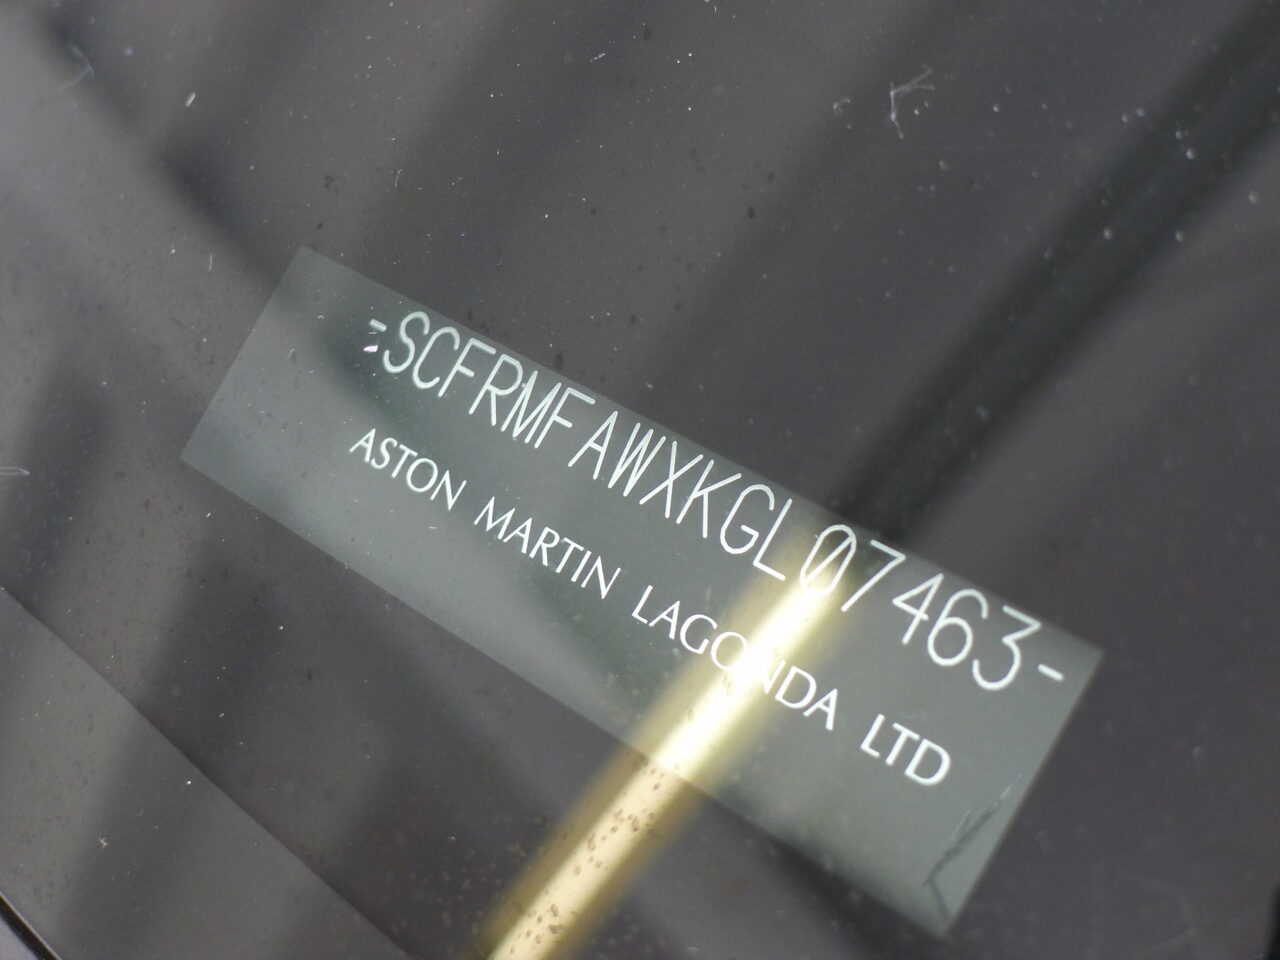 -SCFRMFAWXKGL07463-
ASTON MARTIN LAGONDA LTD